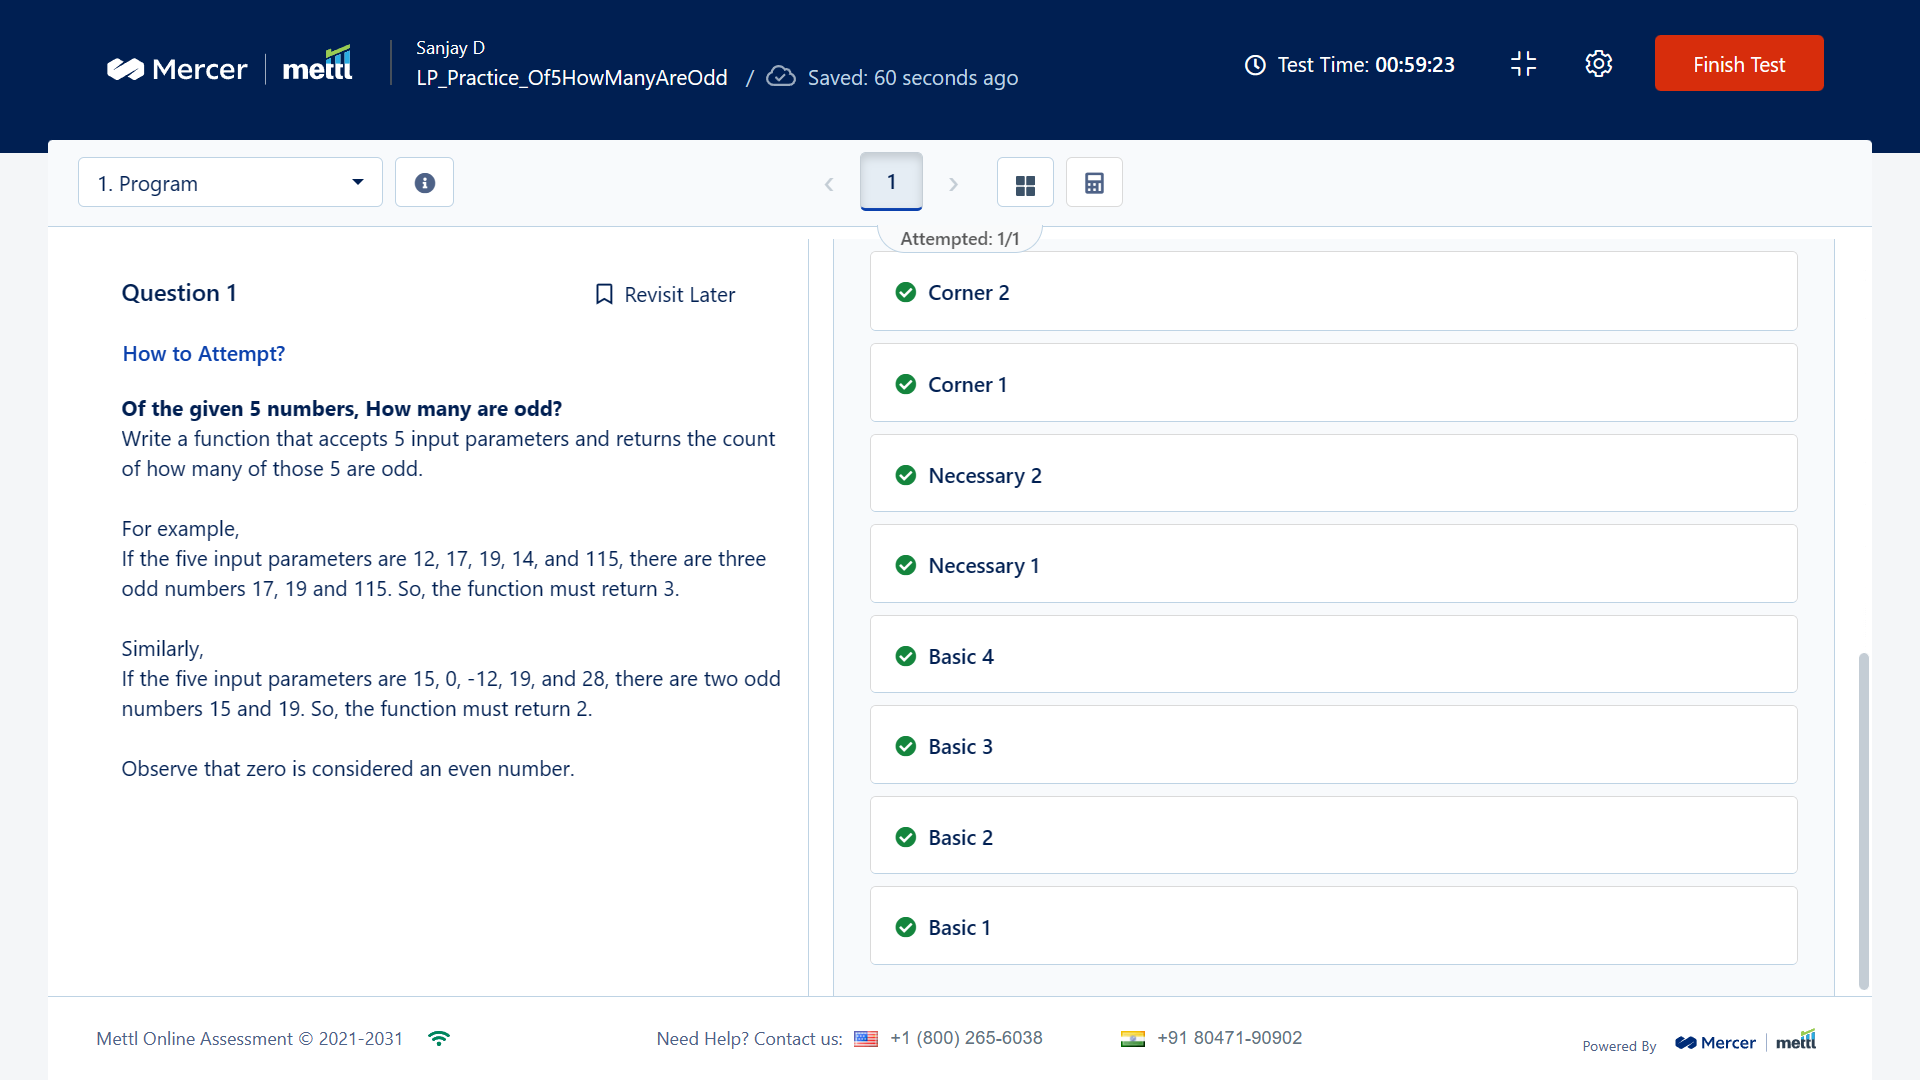 Mercer mettl
Sanjay D
LP_Practice_Of5HowManyAreOdd / Saved: 60 seconds ago
Test Time: 00:59:23
Finish Test
1. Program
1
Attempted: 1/1
Question 1
Revisit Later
How to Attempt?
Of the given 5 numbers, How many are odd?
Write a function that accepts 5 input parameters and returns the count
of how many of those 5 are odd.
For example,
If the five input parameters are 12, 17, 19, 14, and 115, there are three
odd numbers 17, 19 and 115. So, the function must return 3.
Similarly,
If the five input parameters are 15, 0, -12, 19, and 28, there are two odd
numbers 15 and 19. So, the function must return 2.
Observe that zero is considered an even number.
Corner 2
Corner 1
Necessary 2
Necessary 1
Basic 4
Basic 3
Basic 2
Basic 1
Mettl Online Assessment © 2021-2031
Need Help? Contact us: +1 (800) 265-6038
+91 80471-90902
Powered By Mercer mettl